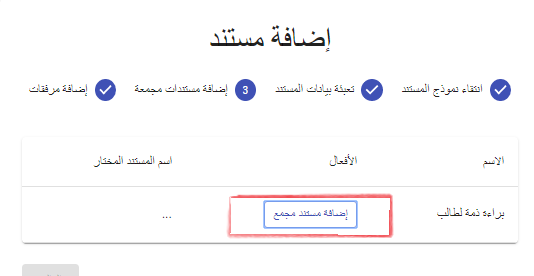 إضافة مستند
انتقاء نموذج المستند تعبئة بيانات المستند 3 إضافة مستندات مجمعة إضافة مرفقات
الاسم الأفعال اسم المستند المختار
براءة ذمة لطالب إضافة مستند مجمع ...